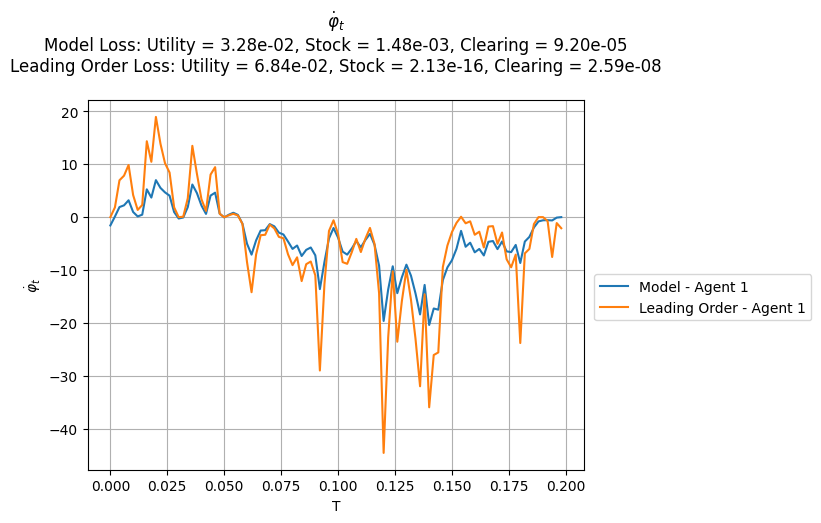 φ̇ₜ
Model Loss: Utility = 3.28e-02, Stock = 1.48e-03, Clearing = 9.20e-05
Leading Order Loss: Utility = 6.84e-02, Stock = 2.13e-16, Clearing = 2.59e-08
20
10
0
−10
−20
−30
−40
φ̇ₜ
0.000 0.025 0.050 0.075 0.100 0.125 0.150 0.175 0.200
T
Model - Agent 1
Leading Order - Agent 1